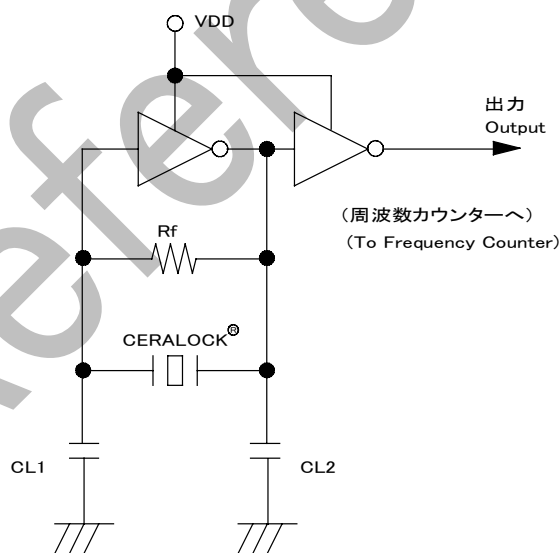 VDD
出力
Output
(周波数カウンターへ)
(To Frequency Counter)
Rf
CERALOCK®
CL1
CL2
Refere